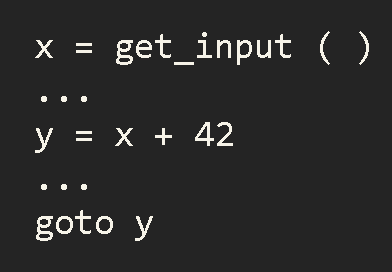 x = get_input ( )
...
y = x + 42
...
goto y